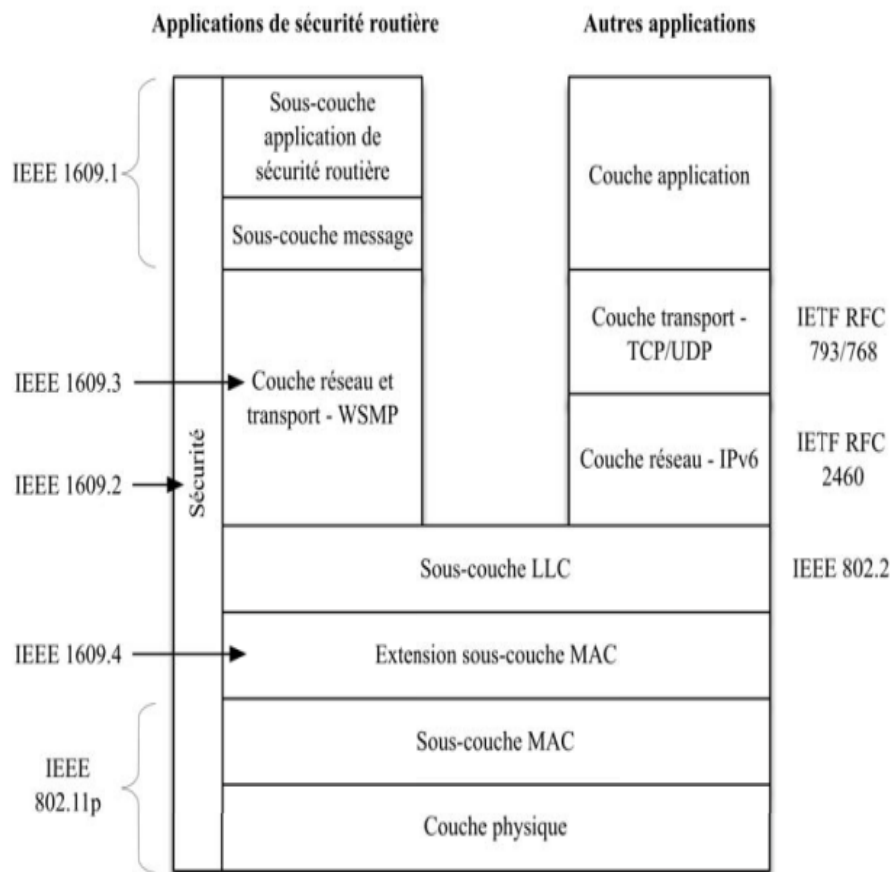 Applications de sécurité routière
Autres applications
IEEE 1609.1
Sous-couche
application de
sécurité routière
Sous-couche message
Couche application
IEEE 1609.3
Couche réseau et
transport - WSMP
Couche transport -
TCP/UDP
IETF RFC
793/768
IEEE 1609.2
Sécurité
Couche réseau - IPv6
IETF RFC
2460
Sous-couche LLC
IEEE 802.2
IEEE 1609.4
Extension sous-couche MAC
IEEE
802.11p
Sous-couche MAC
Couche physique